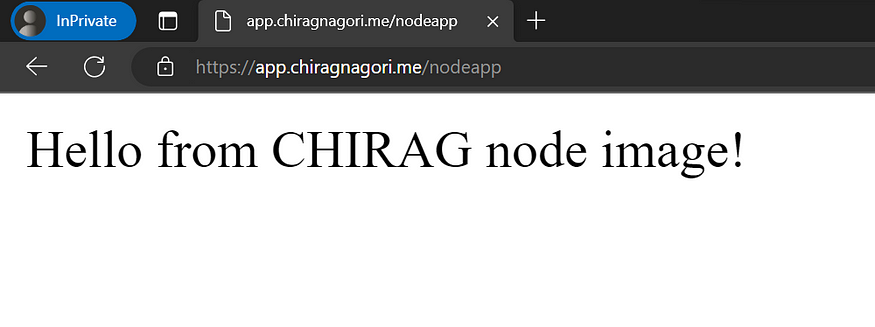 InPrivate
app.chiragnagori.me/nodeapp
https://app.chiragnagori.me/nodeapp
Hello from CHIRAG node image!